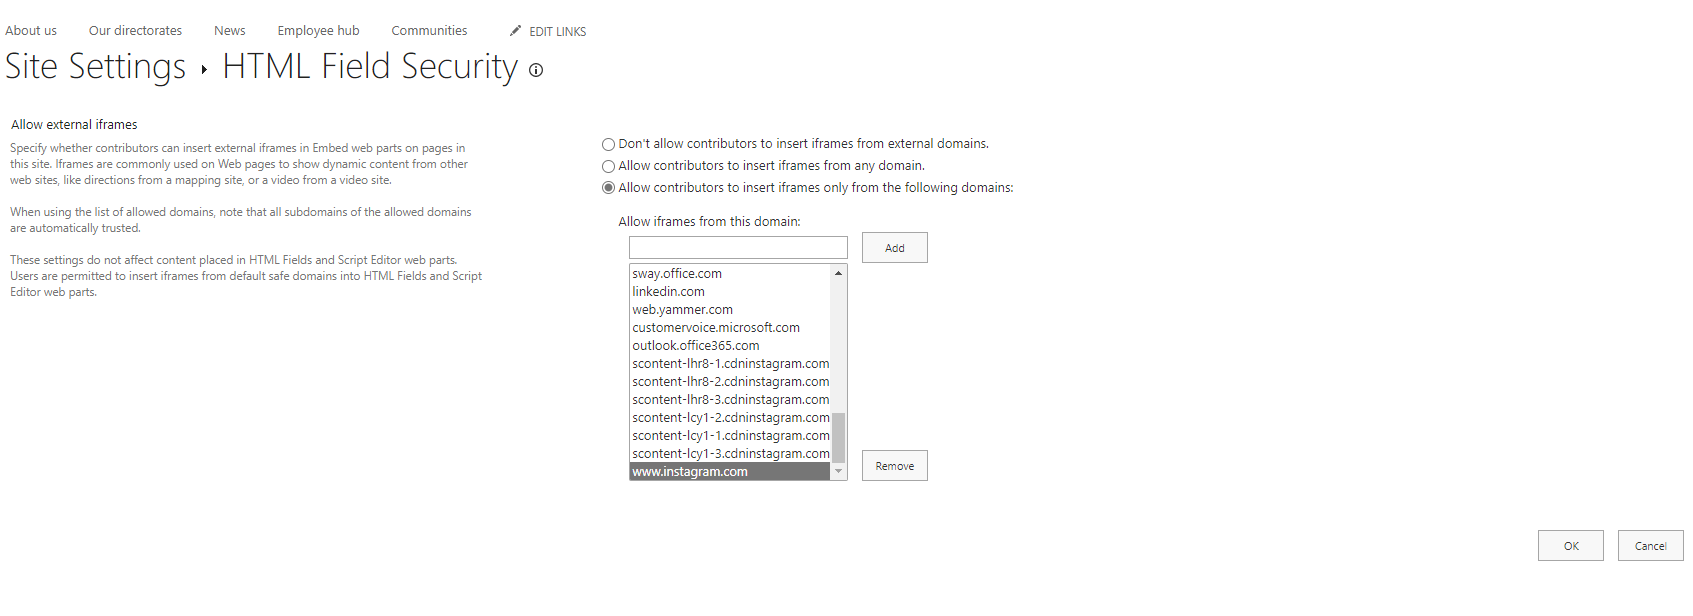 About us Our directorates News Employee hub Communities EDIT LINKS
Site Settings HTML Field Security
Allow external iframes
Specify whether contributors can insert external iframes in Embed web parts on pages in
this site. Iframes are commonly used on Web pages to show dynamic content from other
web sites, like directions from a mapping site, or a video from a video site.
When using the list of allowed domains, note that all subdomains of the allowed domains
are automatically trusted.
These settings do not affect content placed in HTML Fields and Script Editor web parts.
Users are permitted to insert iframes from default safe domains into HTML Fields and Script
Editor web parts.
Don't allow contributors to insert iframes from external domains.
Allow contributors to insert iframes from any domain.
Allow contributors to insert iframes only from the following domains:
Allow iframes from this domain:
Add
sway.office.com
linkedin.com
web.yammer.com
customervoice.microsoft.com
outlook.office365.com
scontent-lhr8-1.cdninstagram.com
scontent-lhr8-2.cdninstagram.com
scontent-lhr8-3.cdninstagram.com
scontent-lcy1-2.cdninstagram.com
scontent-lcy1-1.cdninstagram.com
scontent-lcy1-3.cdninstagram.com
www.instagram.com
Remove
OK Cancel